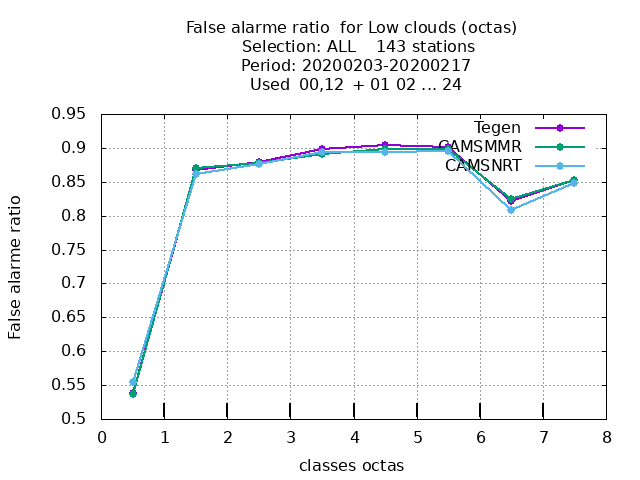 False alarme ratio  for Low clouds (octas)
Selection: ALL    143 stations
Period: 20200203-20200217
Used  00,12  + 01 02 ... 24
0.95
0.9
0.85
0.8
0.75
0.7
0.65
0.6
0.55
0.5
False alarme ratio
Tegen
CAMSMMR
CAMSNRT
0 1 2 3 4 5 6 7 8
classes octas